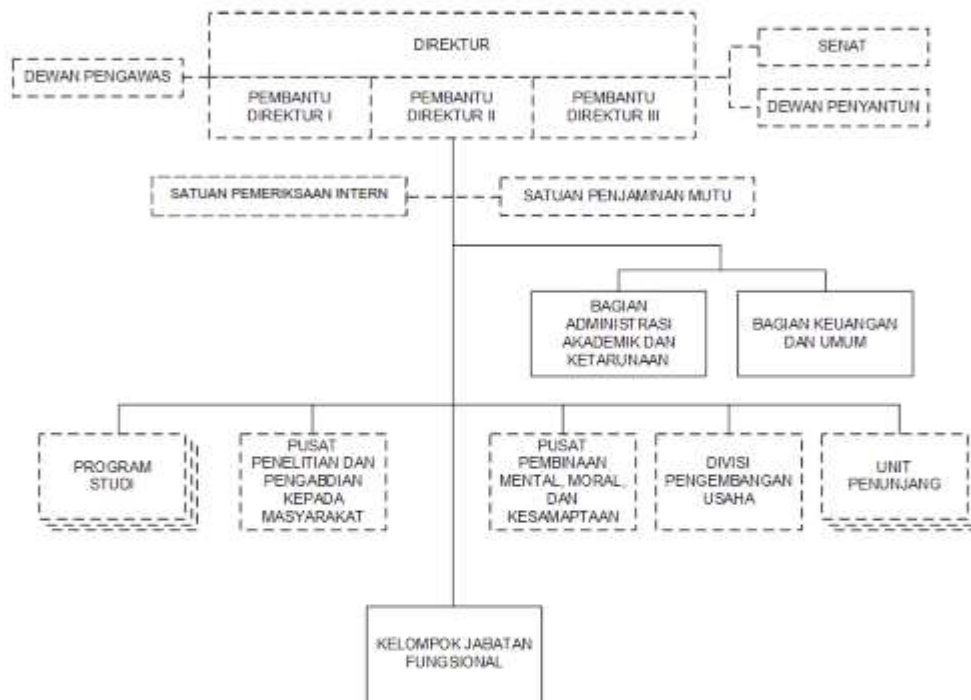 DIREKTUR
SENAT
DEWAN PENGAWAS
PEMBANTU
DIREKTUR I
PEMBANTU
DIREKTUR II
PEMBANTU
DIREKTUR III
DEWAN PENYANTUN
SATUAN PEMERIKSAAN INTERN
SATUAN PENJAMINAN MUTU
BAGIAN
ADMINISTRASI
AKADEMIK DAN
KETARUNAAN
BAGIAN KEUANGAN
DAN UMUM
PROGRAM
STUDI
PUSAT
PENELITIAN DAN
PENGABDIAN
KEPADA
MASYARAKAT
PUSAT
PEMBINAAN
MENTAL, MORAL,
DAN
KESAMAPTAAN
DIVISI
PENGEMBANGAN
USAHA
UNIT
PENUNJANG
KELOMPOK JABATAN
FUNGSIONAL